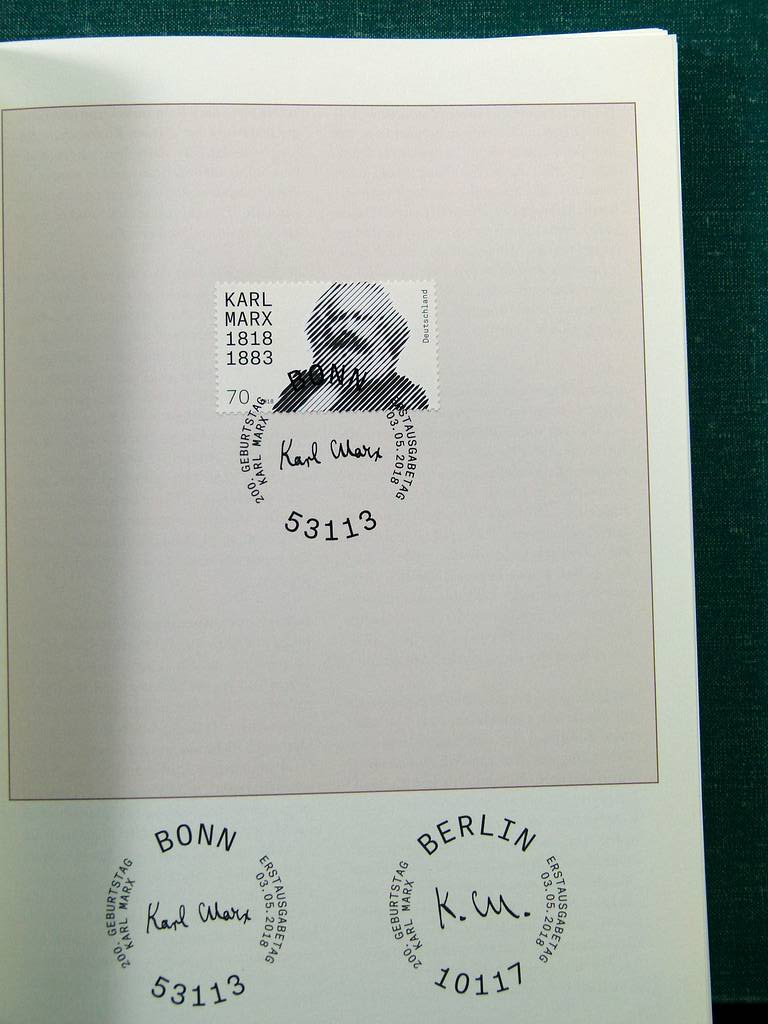 KARL
MARX
1818
1883
Deutschland
70
BONN
200. GEBURTSTAG
KARL MARX
Karl Marx
ERSTAUSGABETAG
03.05.2018
53113
BONN
200. GEBURTSTAG
KARL MARX
Karl Marx
ERSTAUSGABETAG
03.05.2018
53113
BERLIN
200. GEBURTSTAG
KARL MARX
K. M.
ERSTAUSGABETAG
03.05.2018
10117